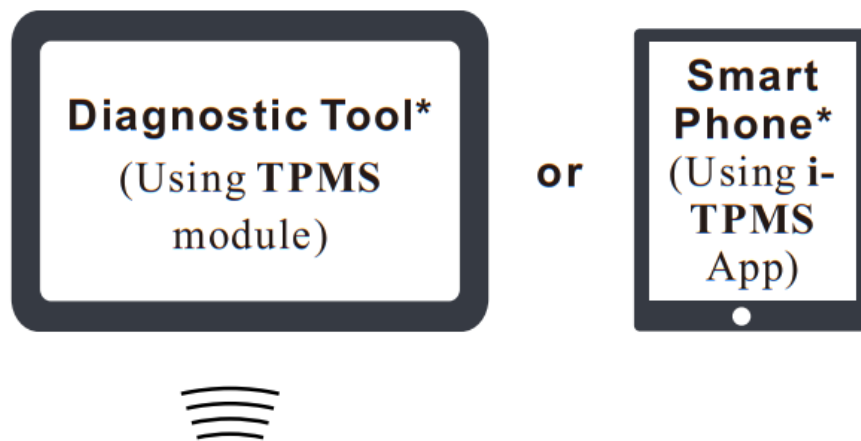 Diagnostic Tool*
(Using TPMS
module)
or
Smart
Phone*
(Using i-
TPMS
App)